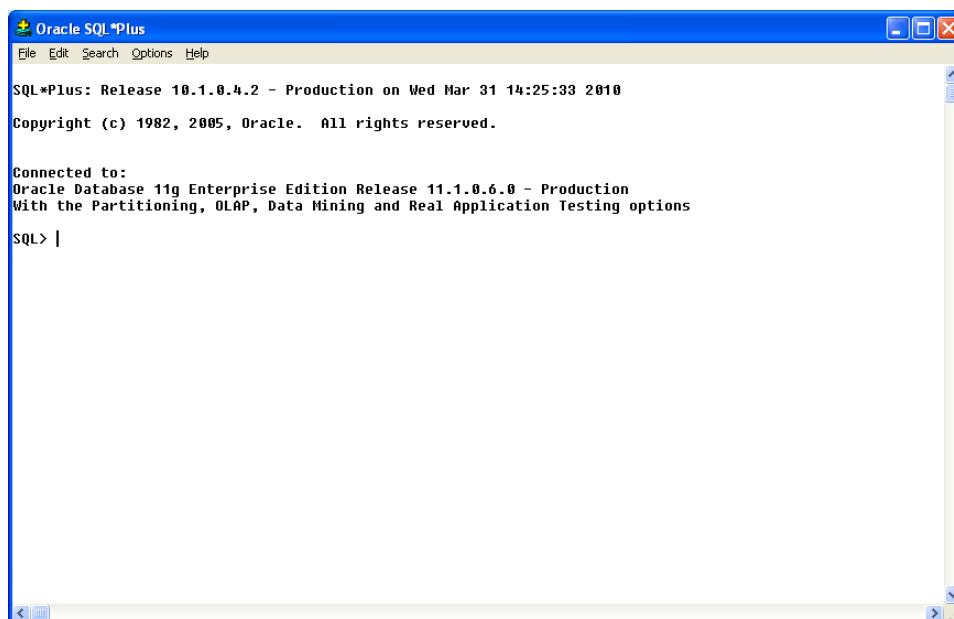 Oracle SQL*Plus
File Edit Search Options Help
SQL*Plus: Release 10.1.0.4.2 - Production on Wed Mar 31 14:25:33 2010
Copyright (c) 1982, 2005, Oracle.  All rights reserved.
Connected to:
Oracle Database 11g Enterprise Edition Release 11.1.0.6.0 - Production
With the Partitioning, OLAP, Data Mining and Real Application Testing options
SQL>